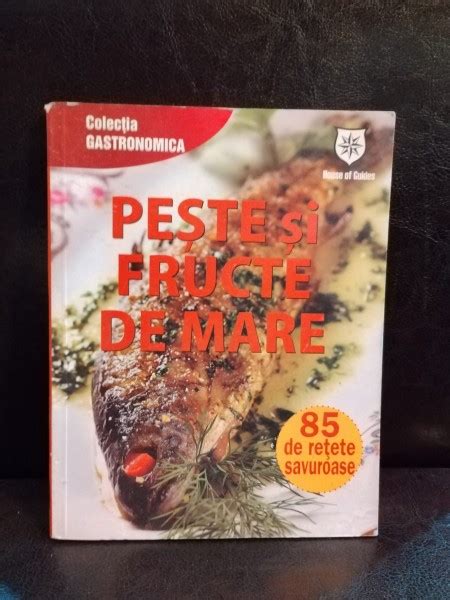 Colecția
GASTRONOMICA
House of Guides
PEȘTE și
FRUCTE
DE MARE
85
de rețete
savuroase